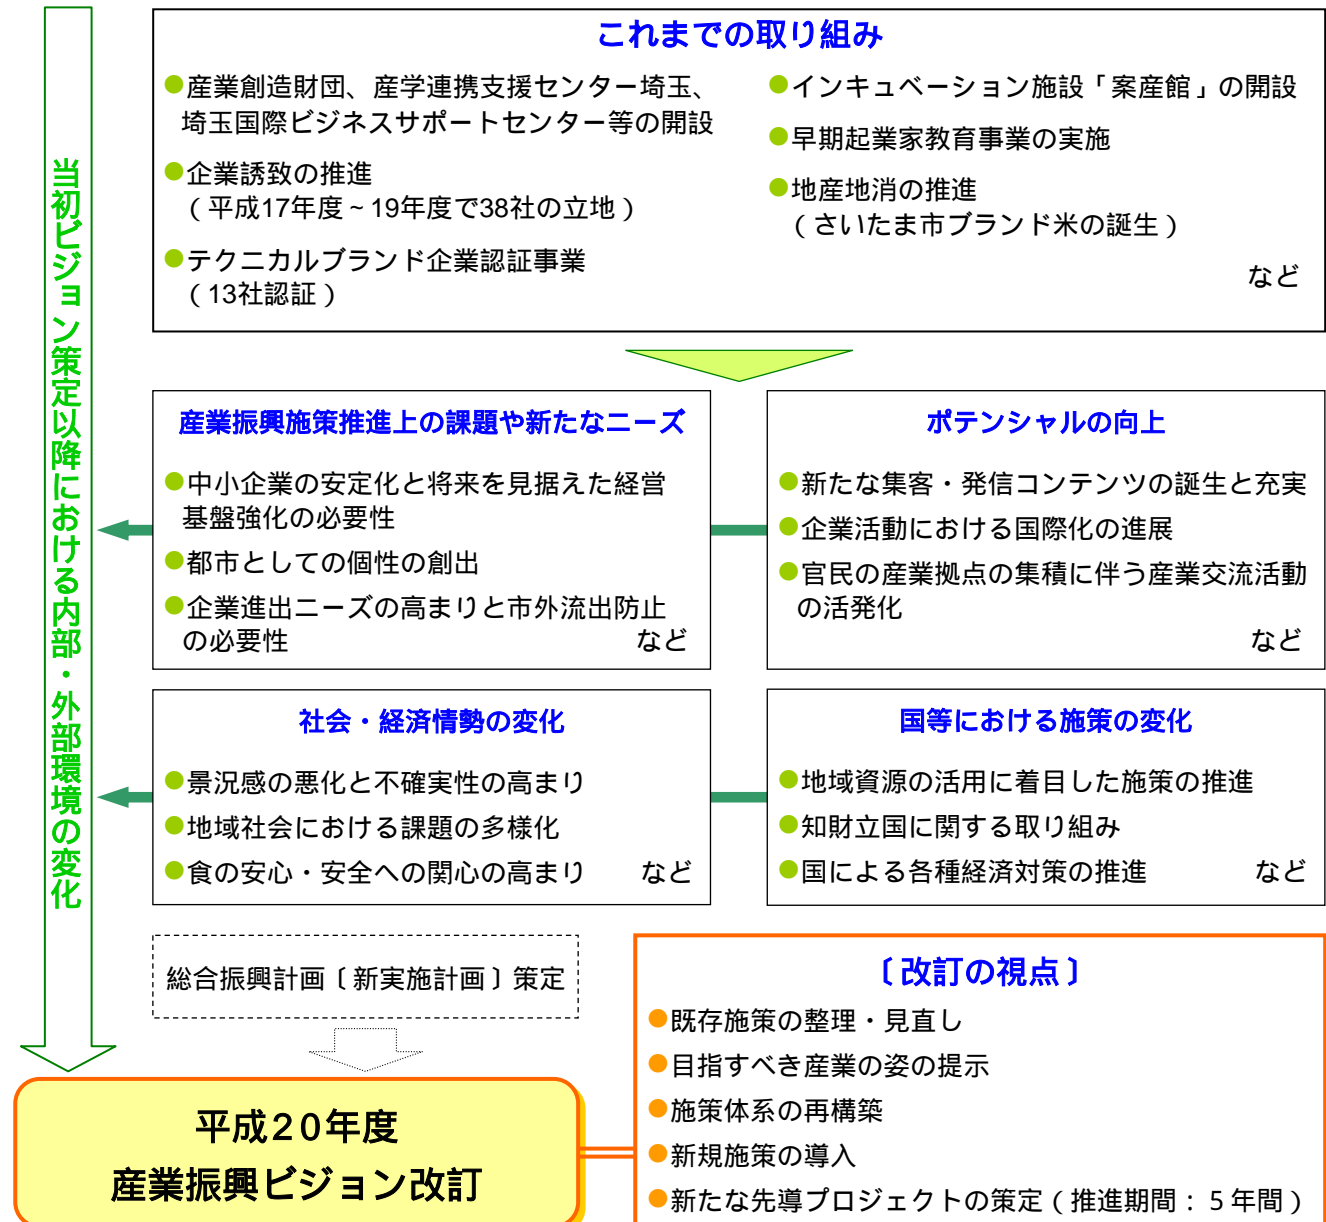 当初ビジョン策定以降における内部・外部環境の変化
これまでの取り組み
●産業創造財団、産学連携支援センター埼玉、
埼玉国際ビジネスサポートセンター等の開設
●企業誘致の推進
（平成17年度～19年度で38社の立地）
●テクニカルブランド企業認証事業
（13社認証）
●インキュベーション施設「案産館」の開設
●早期起業家教育事業の実施
●地産地消の推進
（さいたま市ブランド米の誕生）
など
産業振興施策推進上の課題や新たなニーズ
●中小企業の安定化と将来を見据えた経営
基盤強化の必要性
●都市としての個性の創出
●企業進出ニーズの高まりと市外流出防止
の必要性 など
ポテンシャルの向上
●新たな集客・発信コンテンツの誕生と充実
●企業活動における国際化の進展
●官民の産業拠点の集積に伴う産業交流活動
の活発化
など
社会・経済情勢の変化
●景況感の悪化と不確実性の高まり
●地域社会における課題の多様化
●食の安心・安全への関心の高まり など
国等における施策の変化
●地域資源の活用に着目した施策の推進
●知財立国に関する取り組み
●国による各種経済対策の推進 など
総合振興計画〔新実施計画〕策定
平成20年度
産業振興ビジョン改訂
〔改訂の視点〕
●既存施策の整理・見直し
●目指すべき産業の姿の提示
●施策体系の再構築
●新規施策の導入
●新たな先導プロジェクトの策定（推進期間：５年間）